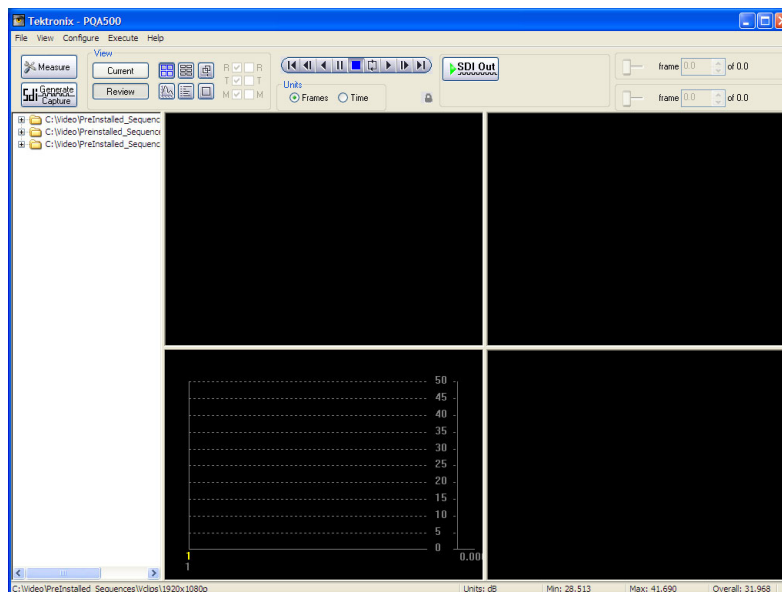 Tektronix - PQA500
File View Configure Execute Help
Measure
Generate
Capture
View
Current
Review
R R
T T
M M
Units
Frames Time
SDI Out
frame 0.0 of 0.0
frame 0.0 of 0.0
C:\Video\PreInstalled_Sequenc
C:\Video\Preinstalled_Sequenc
C:\Video\PreInstalled_Sequenc
50
45
40
35
30
25
20
15
10
5
0
1
1
0.00
C:\Video\PreInstalled_Sequences\Vclips\1920x1080p
Units: dB
Min: 28.513
Max: 41.690
Overall: 31.968